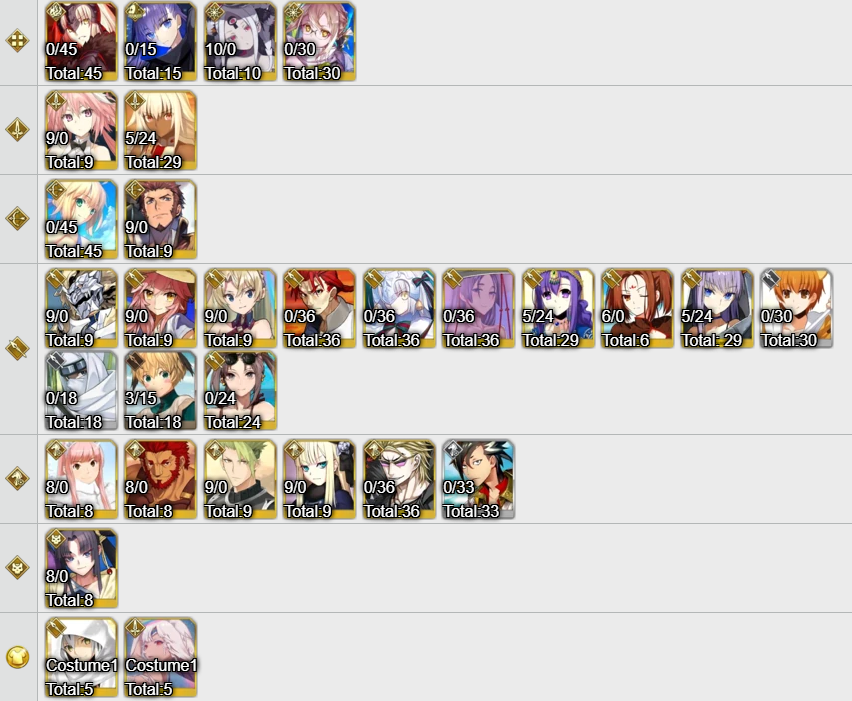 0/45 0/15 10/0 0/30
Total:45 Total:15 Total:10 Total:30
9/0 5/24
Total:9 Total:29
0/45 9/0
Total:45 Total:9
9/0 9/0 9/0 0/36 0/36 0/36 5/24 6/0 5/24 0/30
Total:9 Total:9 Total:9 Total:36 Total:36 Total:36 Total:29 Total:6 Total: 29 Total:30
0/18 3/15 0/24
Total:18 Total:18 Total:24
8/0 8/0 9/0 9/0 0/36 0/33
Total:8 Total:8 Total:9 Total:9 Total:36 Total:33
8/0
Total:8
Costume1 Costume1
Total:5 Total:5